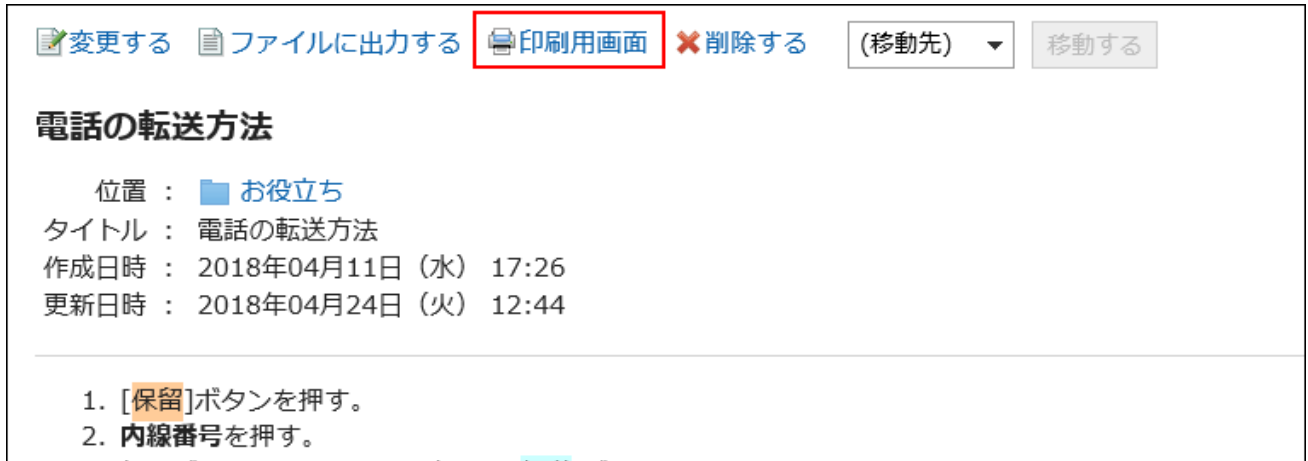 変更する ファイルに出力する 印刷用画面 削除する (移動先) 移動する
電話の転送方法
位置 : お役立ち
タイトル : 電話の転送方法
作成日時 : 2018年04月11日（水） 17:26
更新日時 : 2018年04月24日（火） 12:44
1. [保留]ボタンを押す。
2. 内線番号を押す。